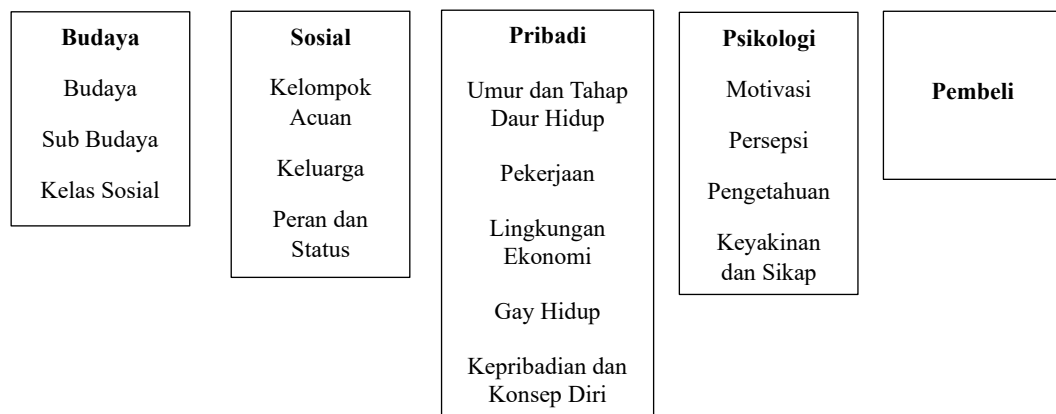 Budaya
Budaya
Sub Budaya
Kelas Sosial
Sosial
Kelompok
Acuan
Keluarga
Peran dan
Status
Pribadi
Umur dan Tahap
Daur Hidup
Pekerjaan
Lingkungan
Ekonomi
Gay Hidup
Kepribadian dan
Konsep Diri
Psikologi
Motivasi
Persepsi
Pengetahuan
Keyakinan
dan Sikap
Pembeli